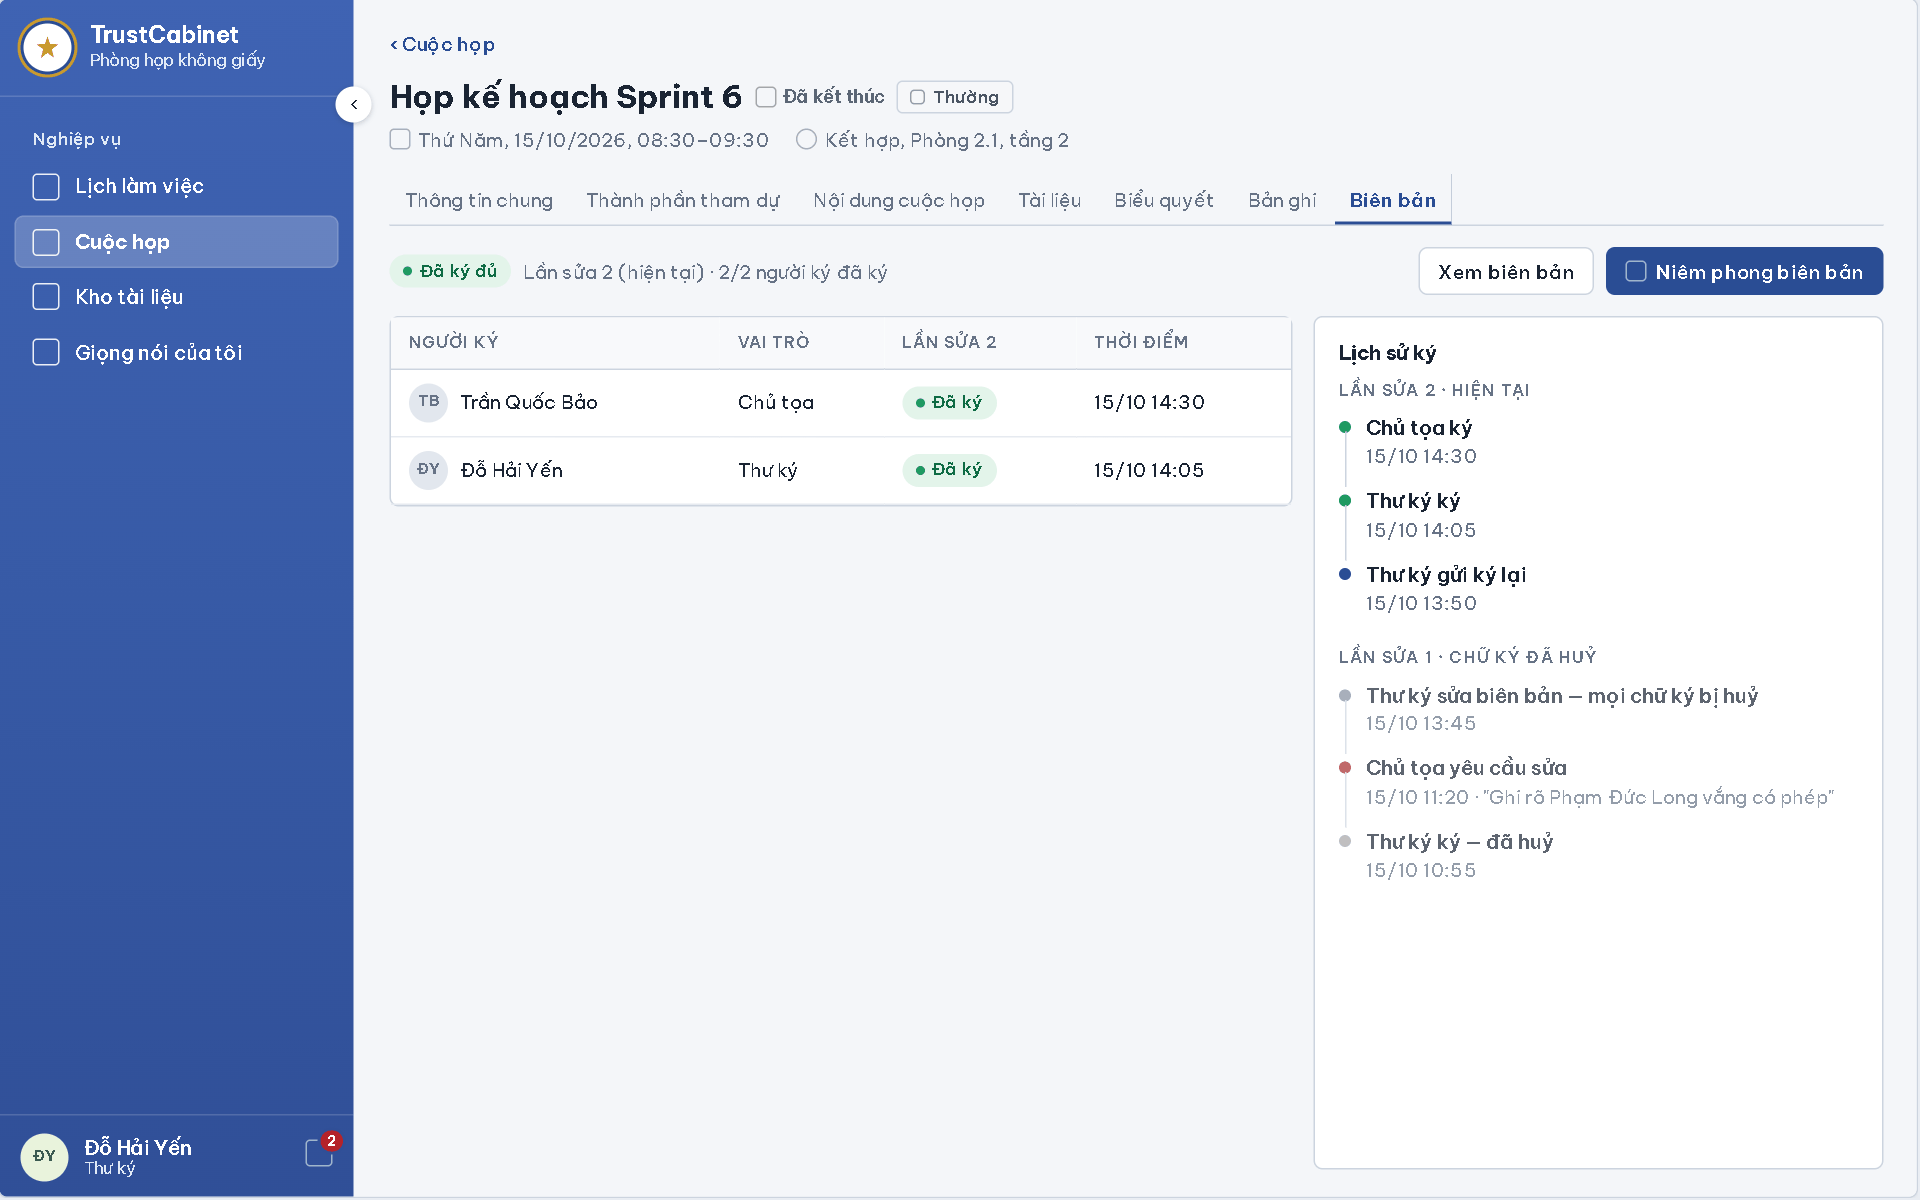 TrustCabinet
Phòng họp không giấy
Nghiệp vụ
Lịch làm việc
Cuộc họp
Kho tài liệu
Giọng nói của tôi
ĐY
Đỗ Hải Yến
Thư ký
2
‹ Cuộc họp
Họp kế hoạch Sprint 6
Đã kết thúc
Thường
Thứ Năm, 15/10/2026, 08:30–09:30
Kết hợp, Phòng 2.1, tầng 2
Thông tin chung
Thành phần tham dự
Nội dung cuộc họp
Tài liệu
Biểu quyết
Bản ghi
Biên bản
Đã ký đủ
Lần sửa 2 (hiện tại) · 2/2 người ký đã ký
Xem biên bản
Niêm phong biên bản
NGƯỜI KÝ VAI TRÒ LẦN SỬA 2 THỜI ĐIỂM
TB Trần Quốc Bảo Chủ tọa Đã ký 15/10 14:30
ĐY Đỗ Hải Yến Thư ký Đã ký 15/10 14:05
Lịch sử ký
LẦN SỬA 2 · HIỆN TẠI
Chủ tọa ký
15/10 14:30
Thư ký ký
15/10 14:05
Thư ký gửi ký lại
15/10 13:50
LẦN SỬA 1 · CHỮ KÝ ĐÃ HUỶ
Thư ký sửa biên bản — mọi chữ ký bị huỷ
15/10 13:45
Chủ tọa yêu cầu sửa
15/10 11:20 · "Ghi rõ Phạm Đức Long vắng có phép"
Thư ký ký — đã huỷ
15/10 10:55